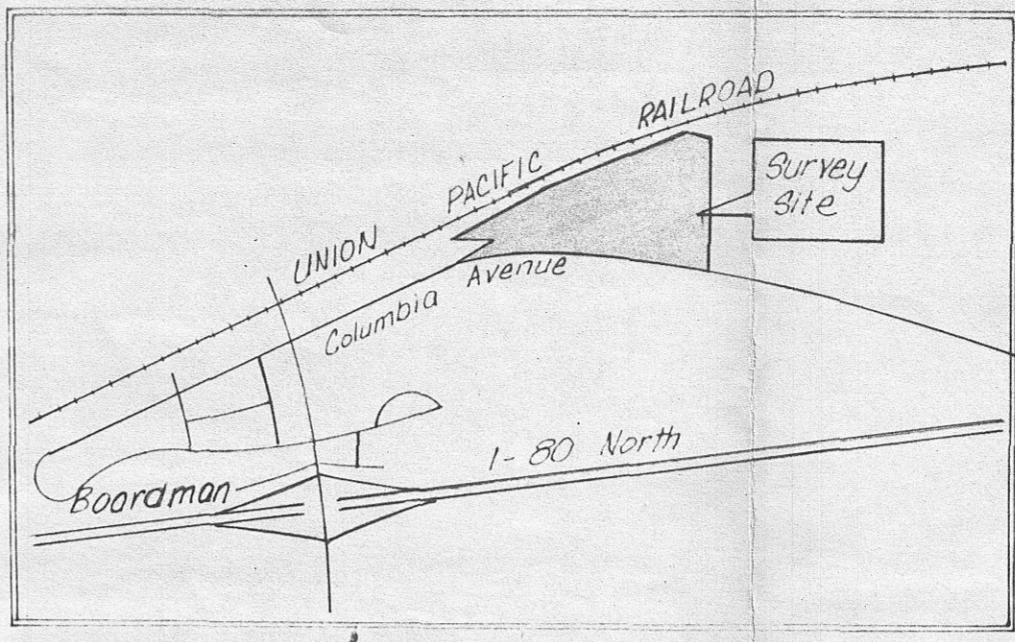 UNION PACIFIC RAILROAD
Survey
Site
Columbia Avenue
I-80 North
Boardman